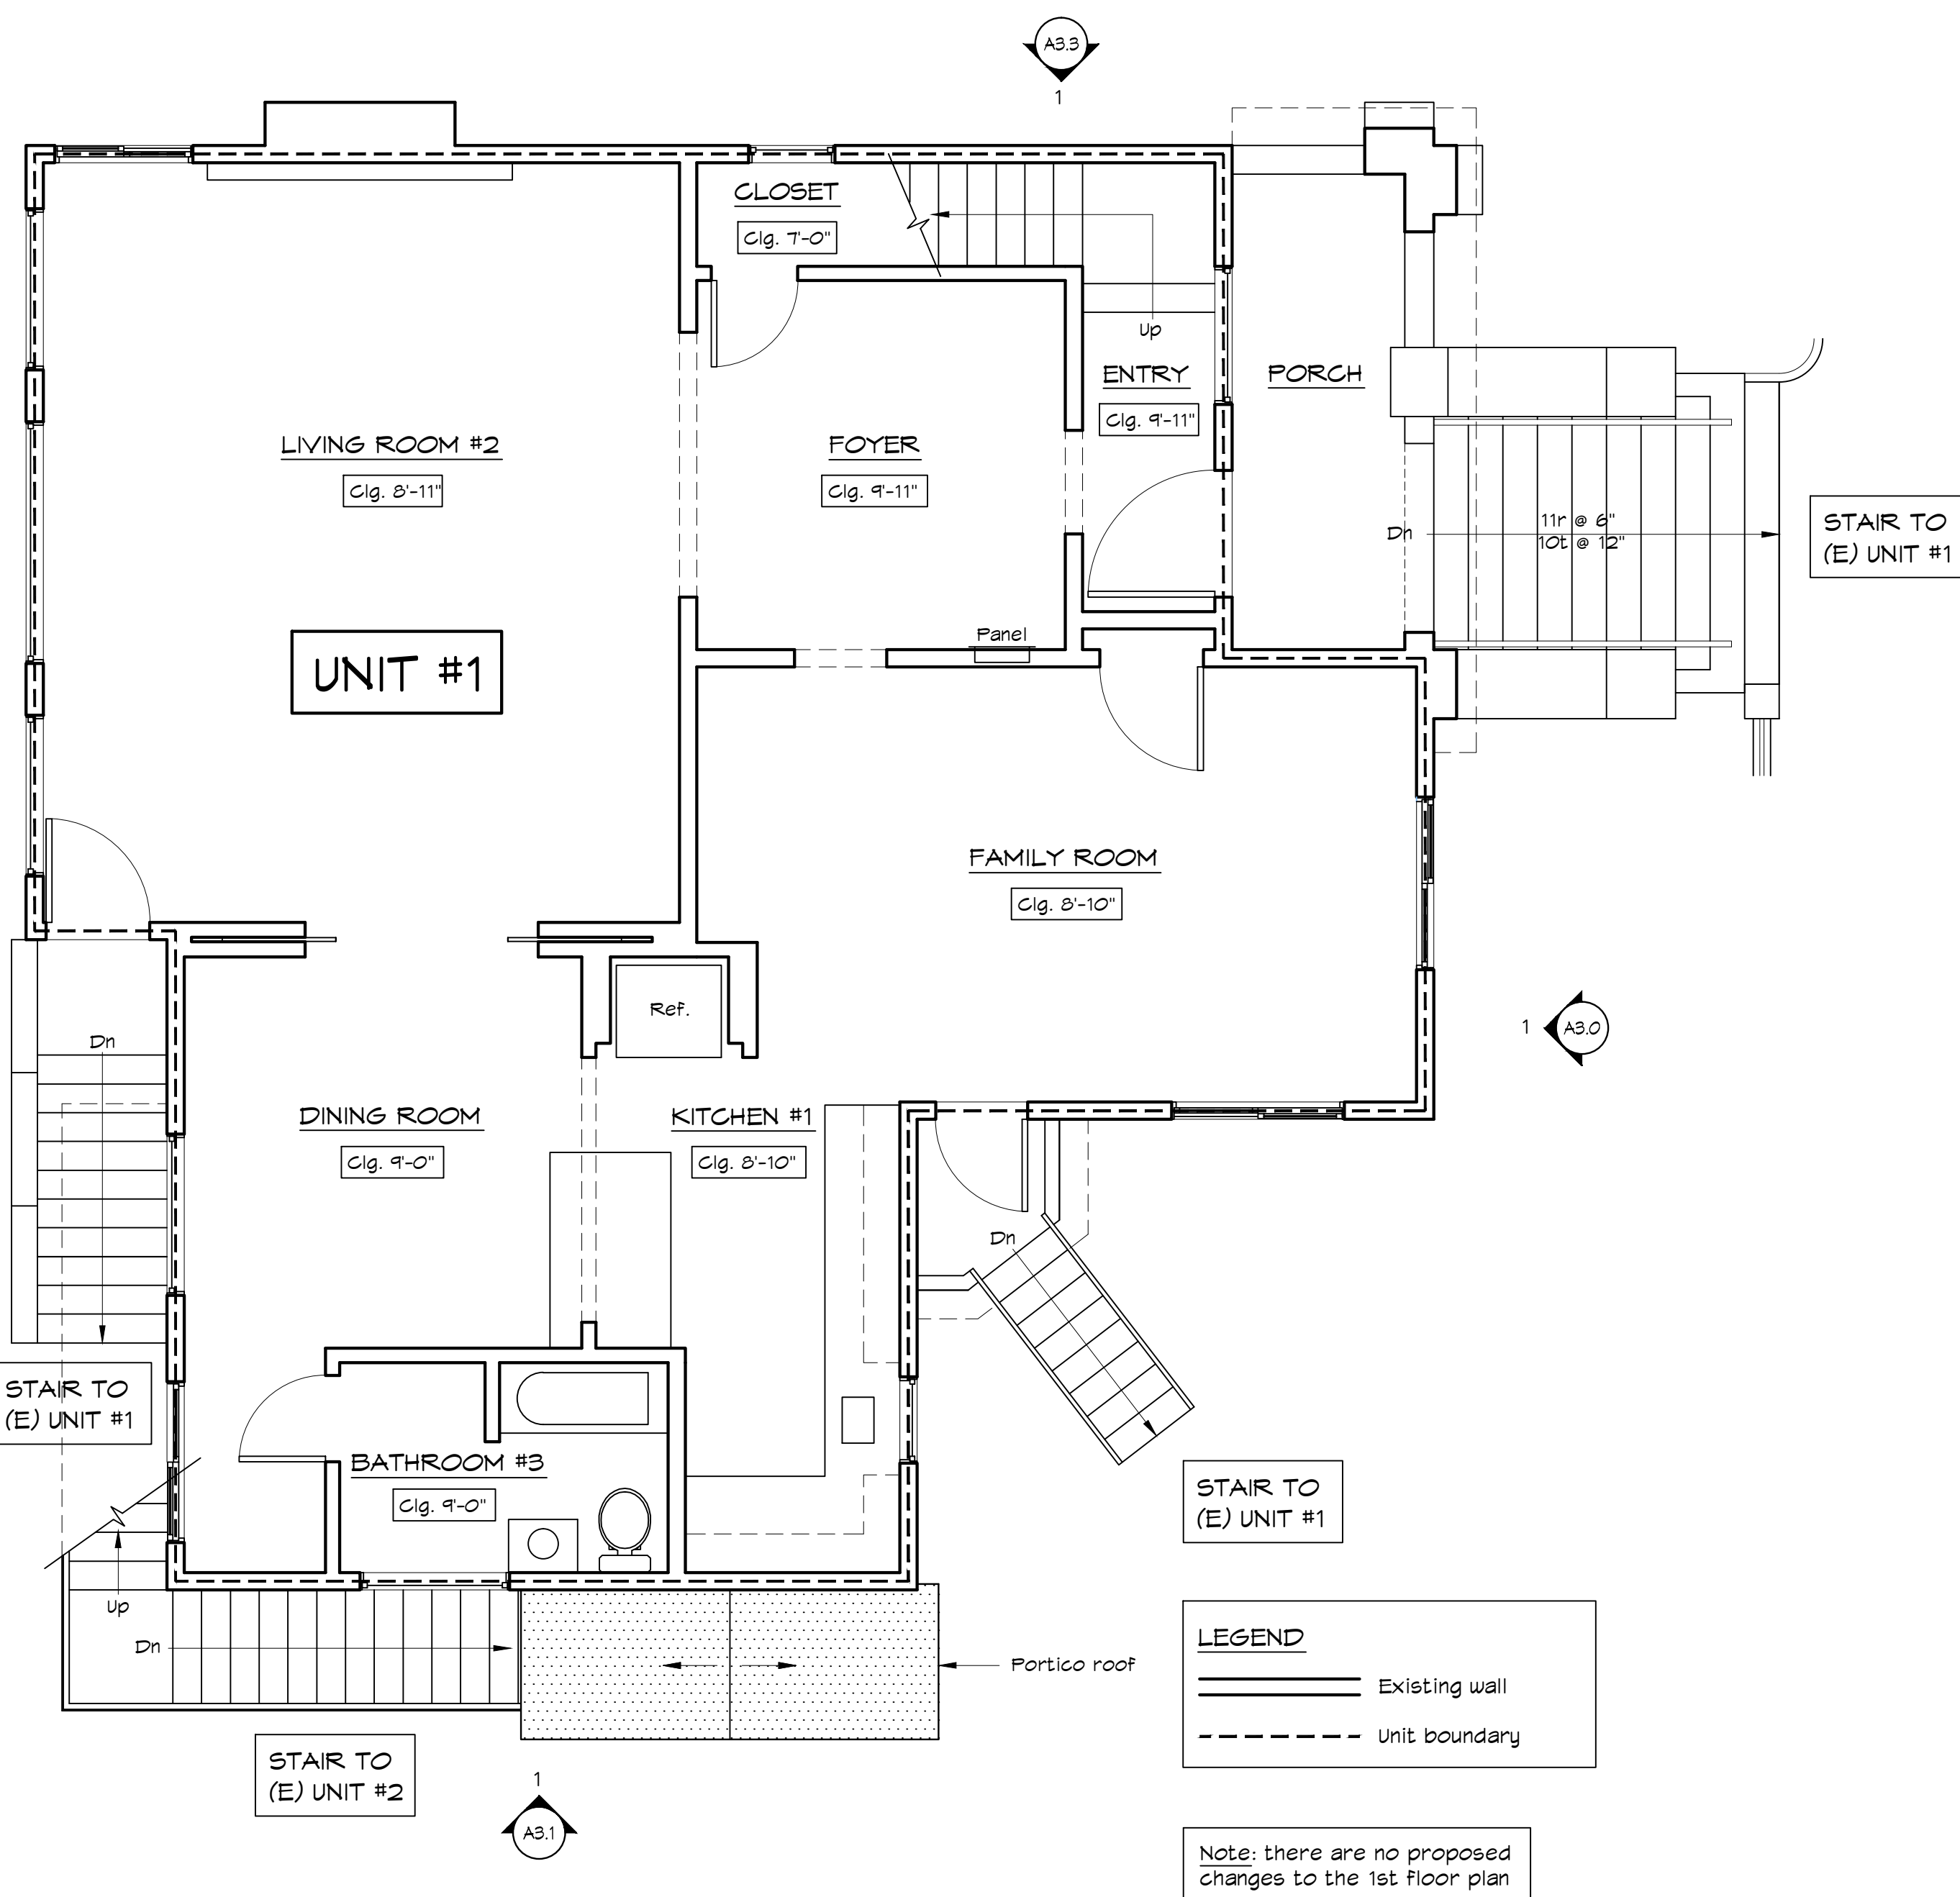 A3.3
1
CLOSET
Clg. 7'-0"
Up
ENTRY
Clg. 9'-11"
PORCH
LIVING ROOM #2
Clg. 8'-11"
FOYER
Clg. 9'-11"
Dn
11r @ 6"
10t @ 12"
STAIR TO
(E) UNIT #1
UNIT #1
Panel
FAMILY ROOM
Clg. 8'-10"
Ref.
1
A3.0
Dn
DINING ROOM
Clg. 9'-0"
KITCHEN #1
Clg. 8'-10"
Dn
STAIR TO
(E) UNIT #1
BATHROOM #3
Clg. 9'-0"
STAIR TO
(E) UNIT #1
Up
Dn
Portico roof
LEGEND
Existing wall
Unit boundary
STAIR TO
(E) UNIT #2
1
A3.1
Note: there are no proposed
changes to the 1st floor plan